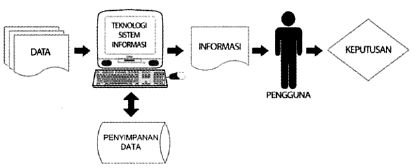 DATA
TEKNOLOGI
SISTEM
INFORMASI
INFORMASI
PENGGUNA
KEPUTUSAN
PENYIMPANAN
DATA